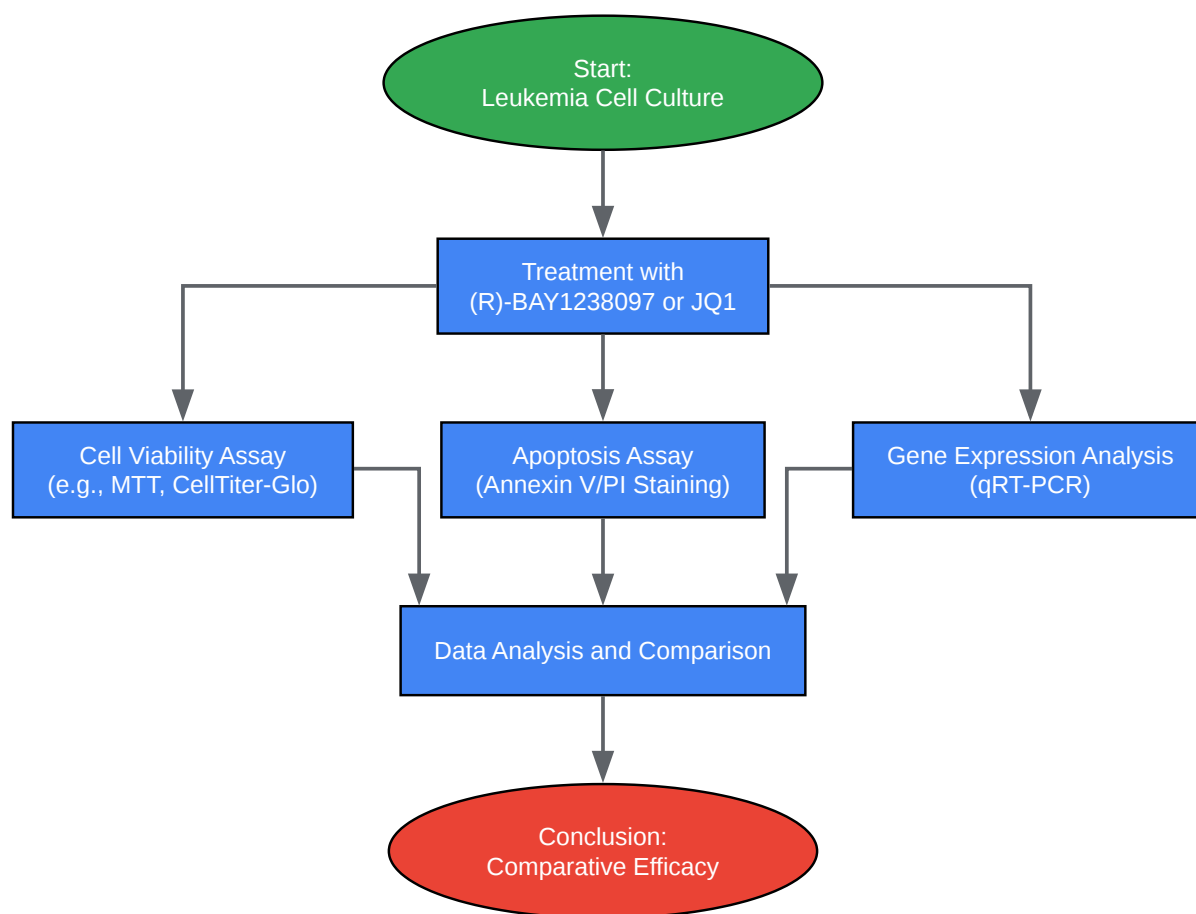 Start:
Leukemia Cell Culture
Treatment with
(R)-BAY1238097 or JQ1
Cell Viability Assay
(e.g., MTT, CellTiter-Glo)
Apoptosis Assay
(Annexin V/PI Staining)
Gene Expression Analysis
(qRT-PCR)
Data Analysis and Comparison
Conclusion:
Comparative Efficacy